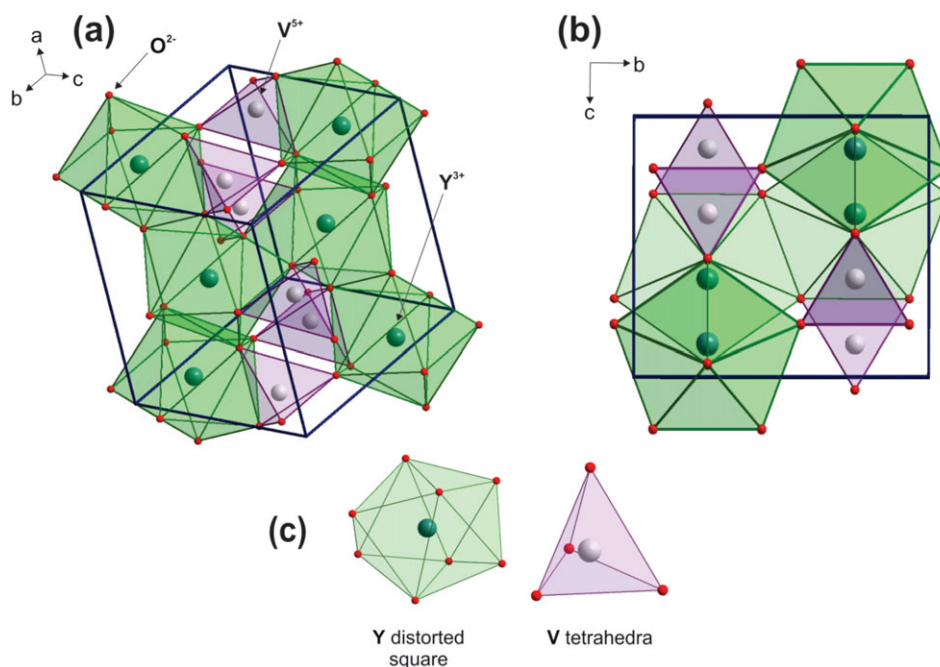 (a)
a
b
c
O²⁻
V⁵⁺
Y³⁺
(b)
b
c
(c)
Y distorted
square
V tetrahedra